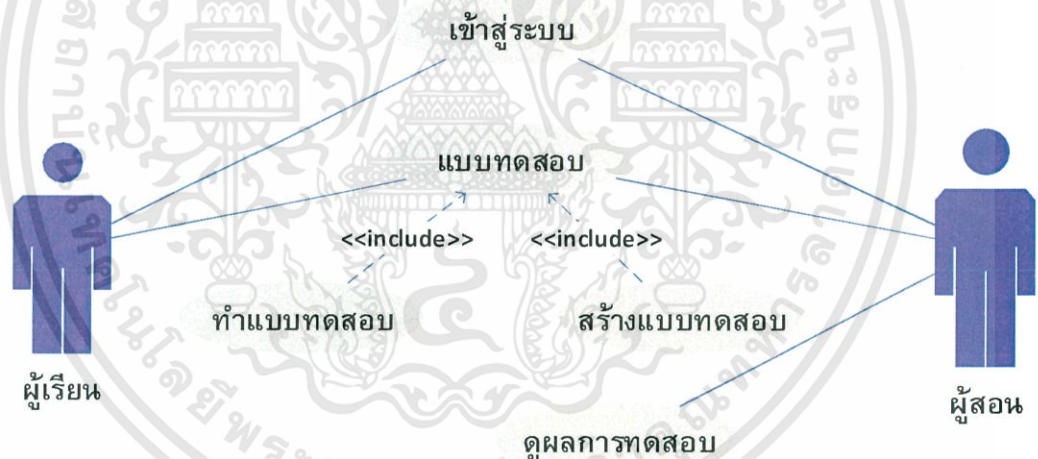 เข้าสู่ระบบ
แบบทดสอบ
<<include>> <<include>>
ทำแบบทดสอบ สร้างแบบทดสอบ
ผู้เรียน ผู้สอน
ดูผลการทดสอบ